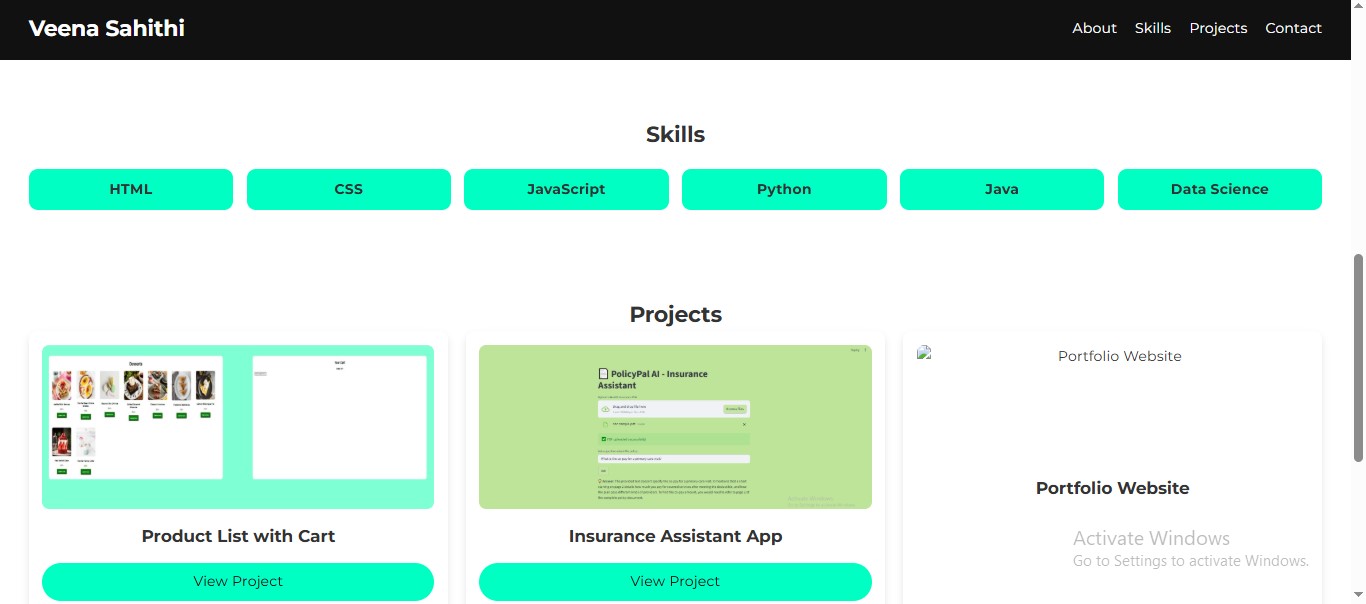 Veena Sahithi
About Skills Projects Contact
Skills
HTML CSS JavaScript Python Java Data Science
Projects
Desserts
PolicyPal AI - Insurance
Assistant
Portfolio Website
Product List with Cart
Insurance Assistant App
Portfolio Website
View Project
View Project
Activate Windows
Go to Settings to activate Windows.